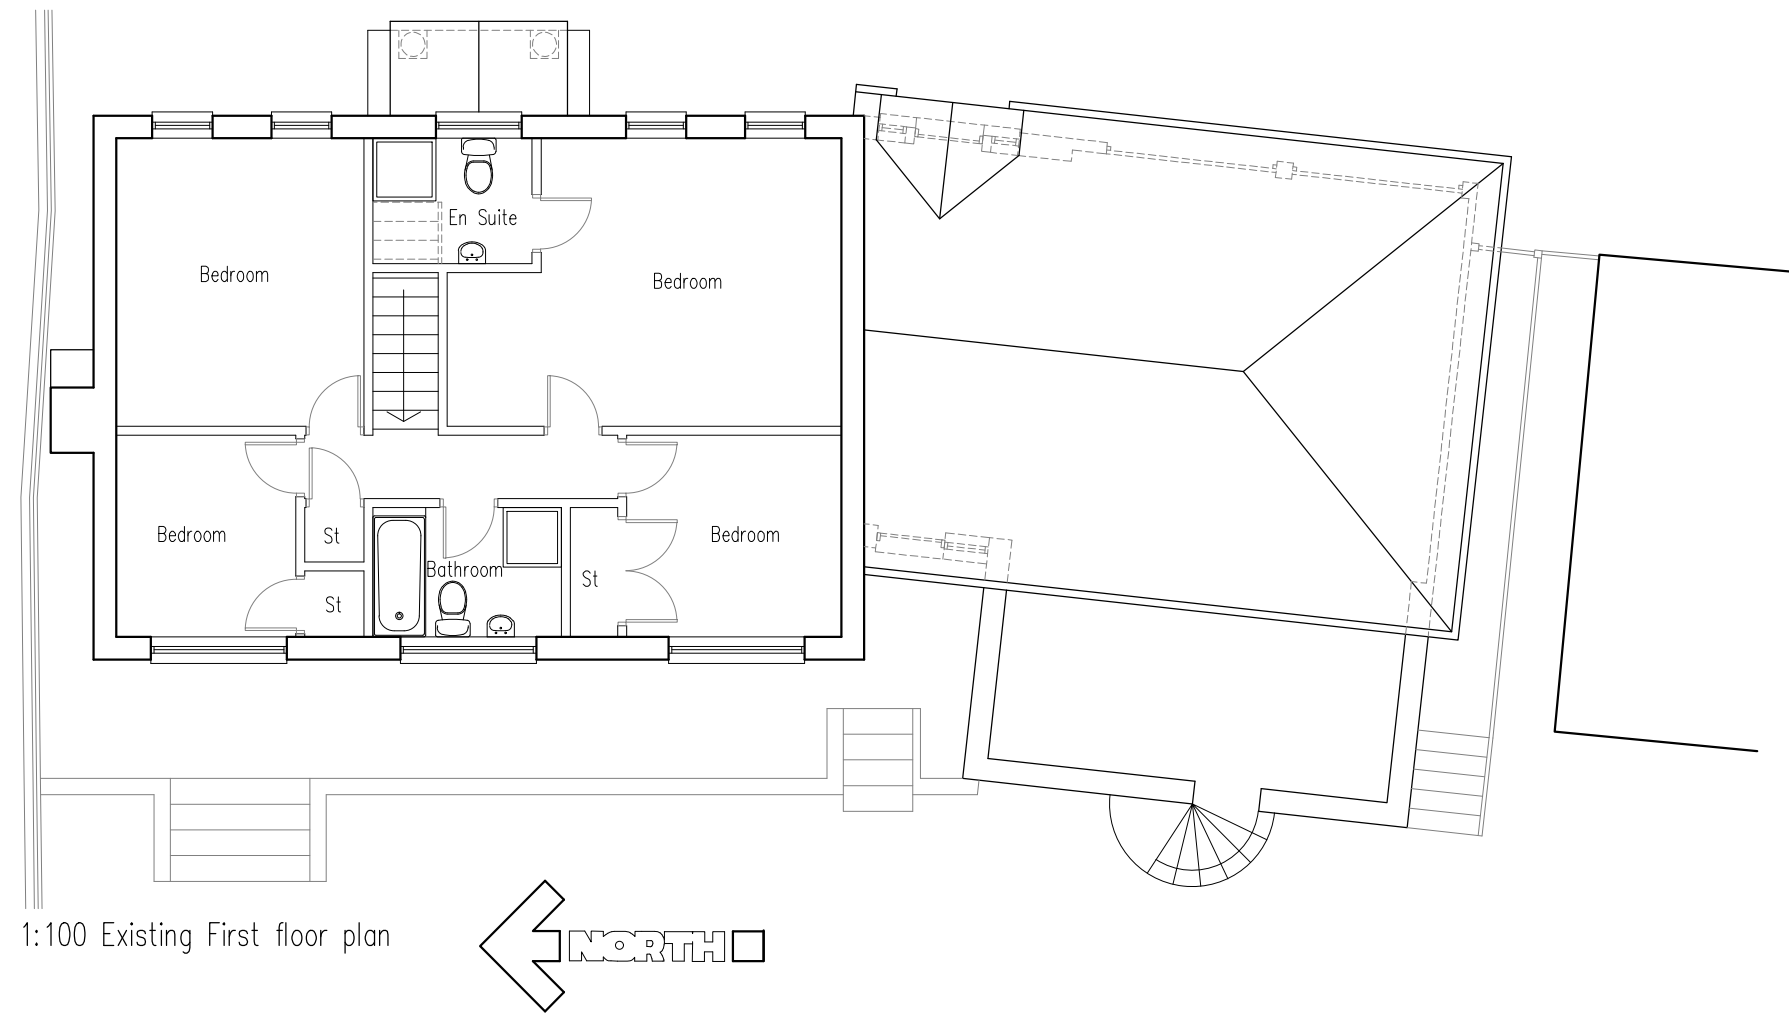 En Suite
Bedroom
Bedroom
Bedroom
St
Bedroom
Bathroom
St
St
1:100 Existing First floor plan
NORTH